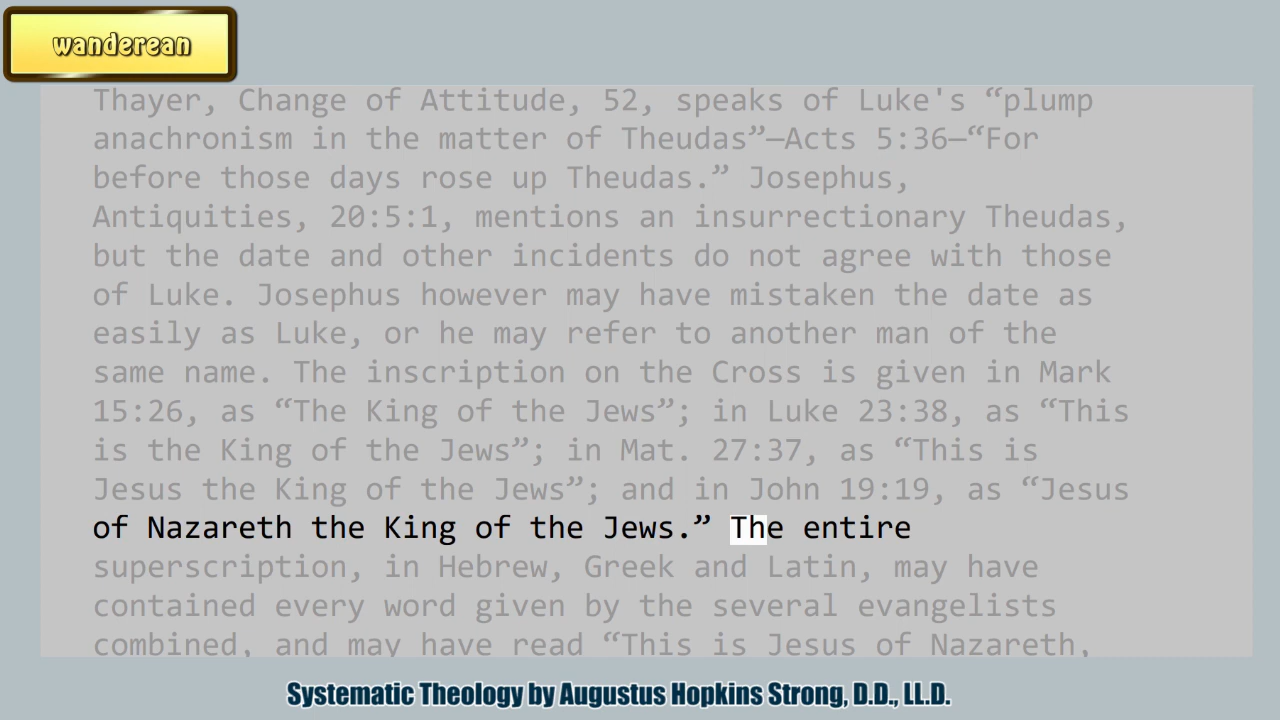 wanderean
Thayer, Change of Attitude, 52, speaks of Luke's “plump
anachronism in the matter of Theudas”—Acts 5:36—“For
before those days rose up Theudas.” Josephus,
Antiquities, 20:5:1, mentions an insurrectionary Theudas,
but the date and other incidents do not agree with those
of Luke. Josephus however may have mistaken the date as
easily as Luke, or he may refer to another man of the
same name. The inscription on the Cross is given in Mark
15:26, as “The King of the Jews”; in Luke 23:38, as “This
is the King of the Jews”; in Mat. 27:37, as “This is
Jesus the King of the Jews”; and in John 19:19, as “Jesus
of Nazareth the King of the Jews.” The entire
superscription, in Hebrew, Greek and Latin, may have
contained every word given by the several evangelists
combined, and may have read “This is Jesus of Nazareth,
Systematic Theology by Augustus Hopkins Strong, D.D., LL.D.